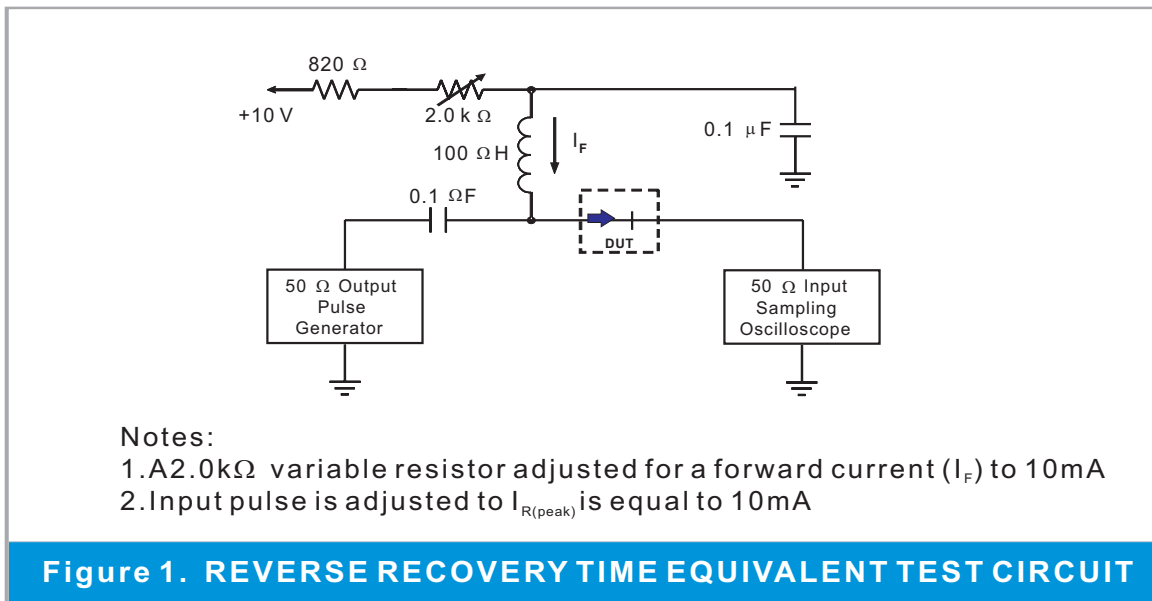 820 Ω
+10 V
2.0 k Ω
0.1 μF
100 ΩH
I_F
0.1 ΩF
DUT
50 Ω Output
Pulse
Generator
50 Ω Input
Sampling
Oscilloscope
Notes:
1.A2.0kΩ variable resistor adjusted for a forward current (I_F) to 10mA
2.Input pulse is adjusted to I_R(peak) is equal to 10mA
Figure 1. REVERSE RECOVERY TIME EQUIVALENT TEST CIRCUIT